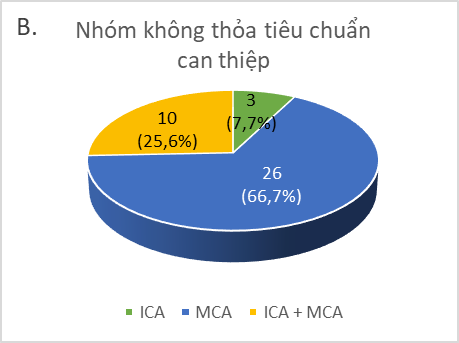 B.
Nhóm không thỏa tiêu chuẩn
can thiệp
3
(7,7%)
10
(25,6%)
26
(66,7%)
ICA MCA ICA + MCA